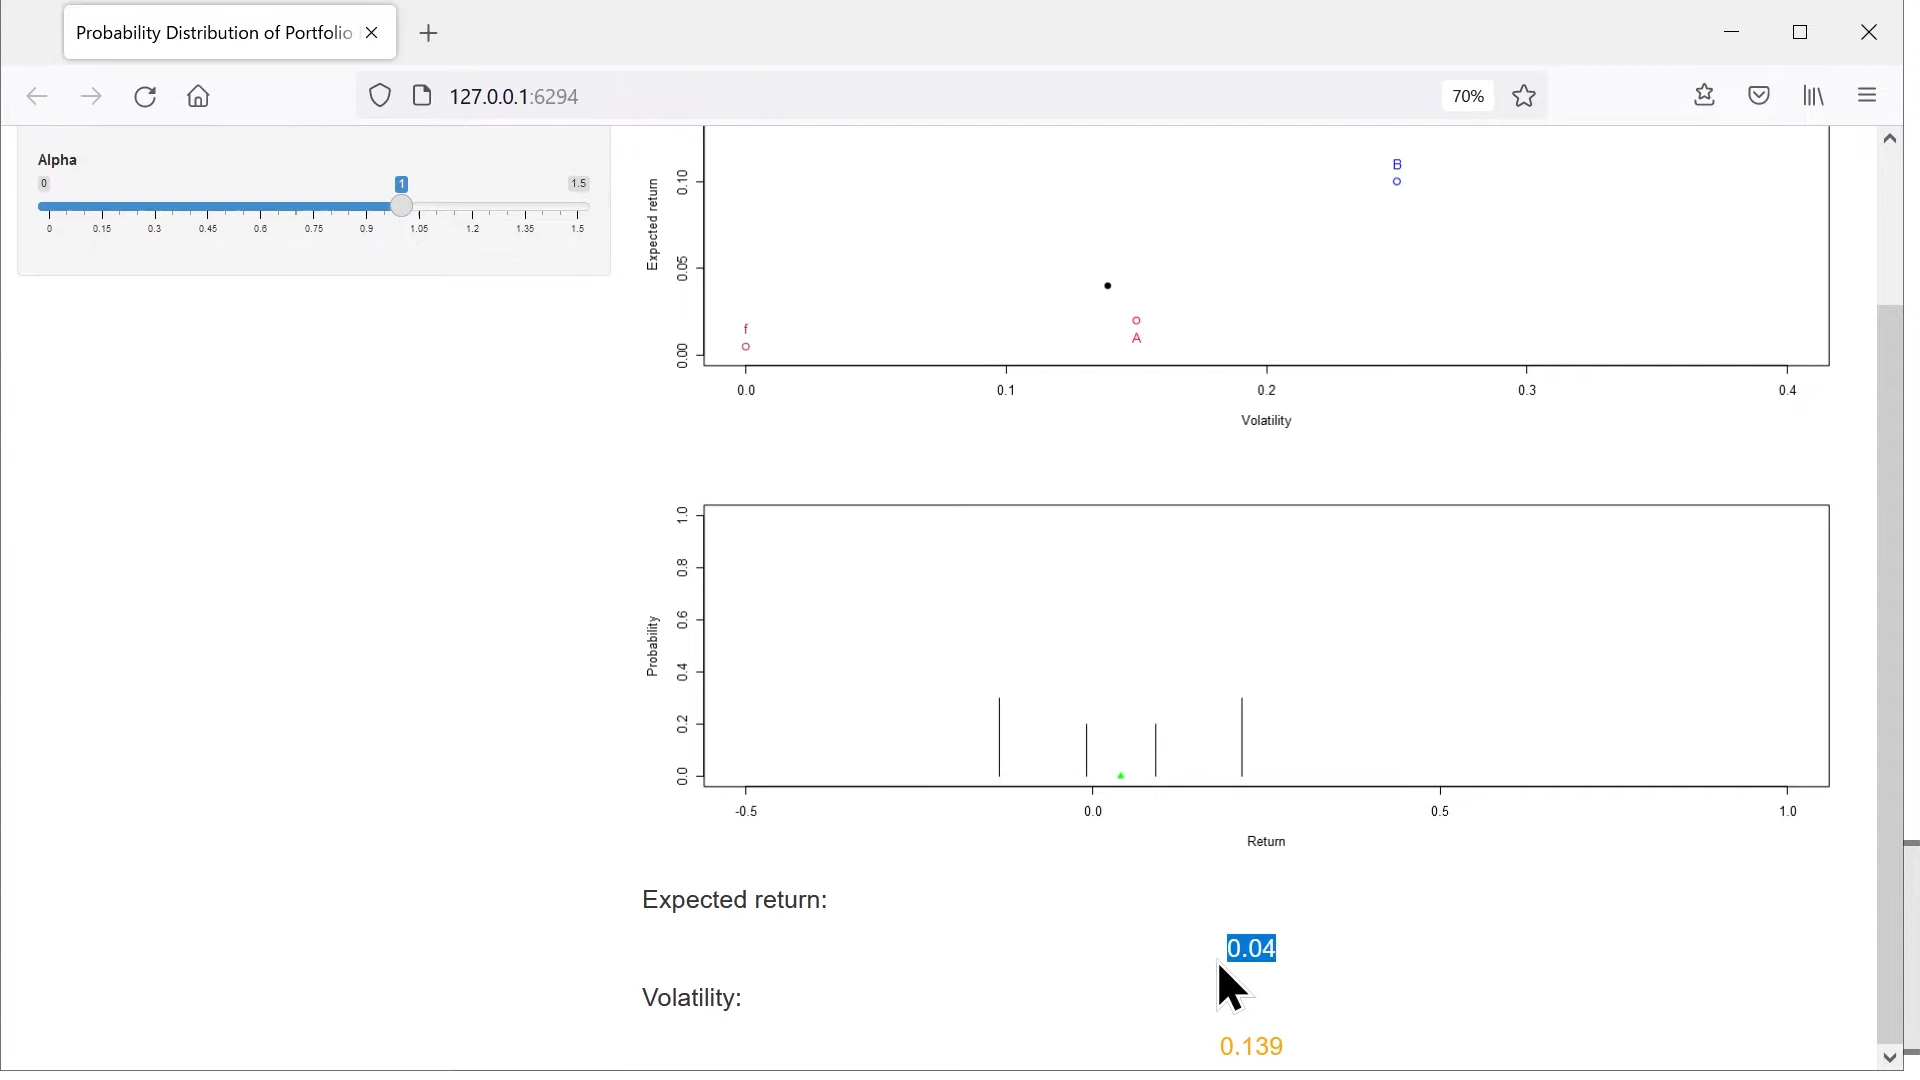 Probability Distribution of Portfolio
127.0.0.1:6294
70%
Alpha
0 1 1.5
0 0.15 0.3 0.45 0.6 0.75 0.9 1.05 1.2 1.35 1.5
Expected return
0.10
0.05
0.00
B
A
f
0.0 0.1 0.2 0.3 0.4
Volatility
Probability
1.0
0.8
0.6
0.4
0.2
0.0
-0.5 0.0 0.5 1.0
Return
Expected return:
0.04
Volatility:
0.139